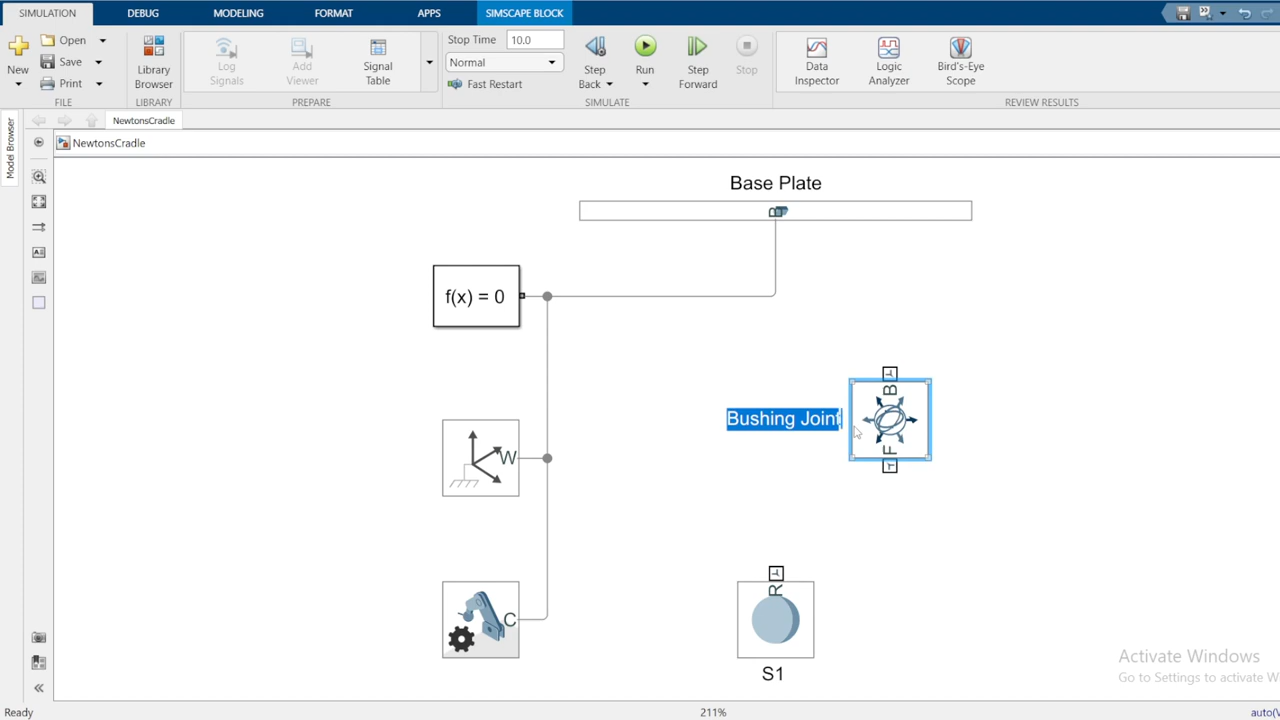 SIMULATION DEBUG MODELING FORMAT APPS SIMSCAPE BLOCK
New
Open
Save
Print
FILE
Library
Browser
LIBRARY
Log
Signals
Add
Viewer
Signal
Table
PREPARE
Stop Time 10.0
Normal
Fast Restart
Step
Back
Run
Step
Forward
Stop
SIMULATE
Data
Inspector
Logic
Analyzer
Bird's-Eye
Scope
REVIEW RESULTS
Model Browser
NewtonsCradle
NewtonsCradle
Base Plate
B
f(x) = 0
W
C
Bushing Joint
B
F
R
S1
Activate Windows
Go to Settings to activate W
Ready
211%
auto(V